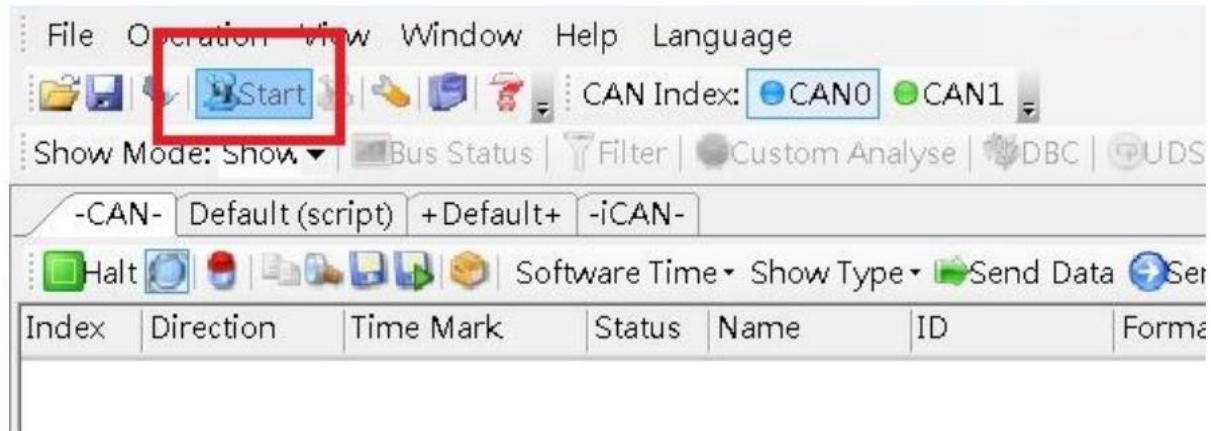 File Operation View Window Help Language
Start CAN Index: CAN0 CAN1
Show Mode: Show Bus Status Filter Custom Analyse DBC UDS
-CAN- Default (script) +Default+ -iCAN-
Halt Software Time Show Type Send Data
Index Direction Time Mark Status Name ID